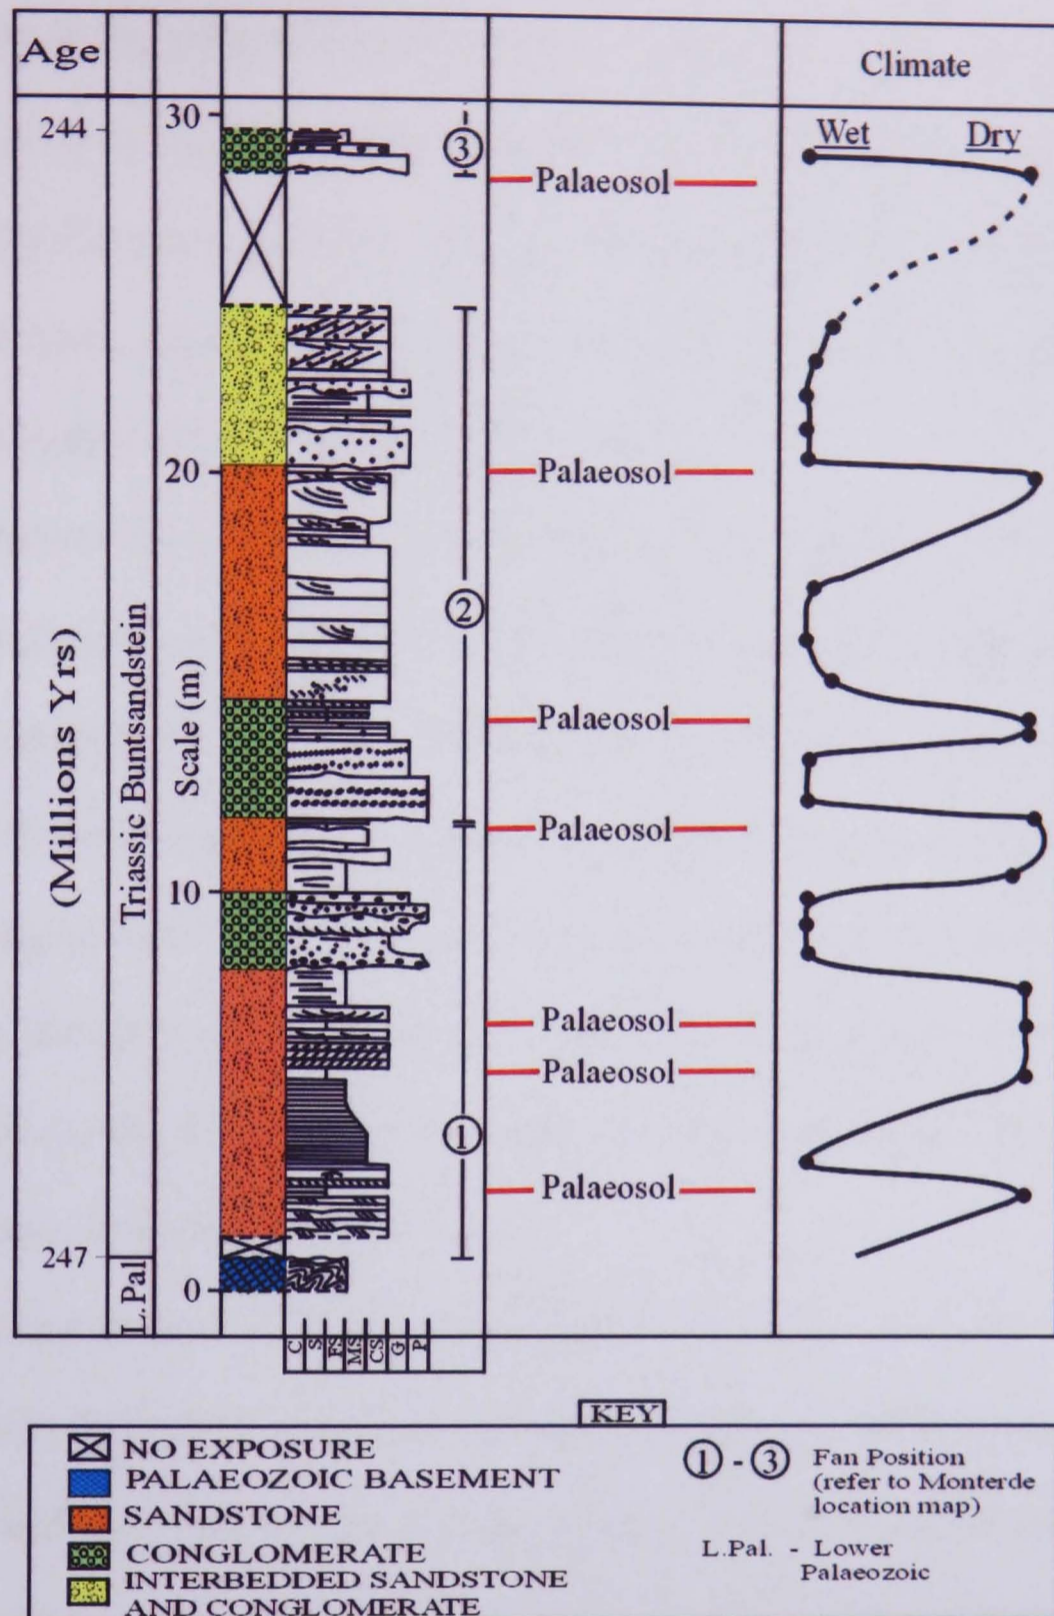 Age
Climate
244
30
③
Wet
Dry
Palaeosol
20
Palaeosol
②
(Millions Yrs)
Triassic Buntsandstein
Scale (m)
Palaeosol
Palaeosol
10
Palaeosol
Palaeosol
①
Palaeosol
247
L.Pal
0
C
S
FS
MS
CS
G
P
KEY
NO EXPOSURE
PALAEOZOIC BASEMENT
SANDSTONE
CONGLOMERATE
INTERBEDDED SANDSTONE
AND CONGLOMERATE
① - ③ Fan Position
(refer to Monterde
location map)
L.Pal. - Lower
Palaeozoic